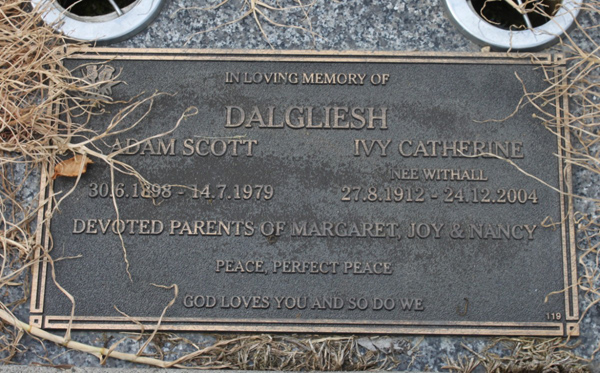 IN LOVING MEMORY OF
DALGLIESH
ADAM SCOTT IVY CATHERINE
NEE WITHALL
30.6.1898 - 14.7.1979 27.8.1912 - 24.12.2004
DEVOTED PARENTS OF MARGARET, JOY & NANCY
PEACE, PERFECT PEACE
GOD LOVES YOU AND SO DO WE
119